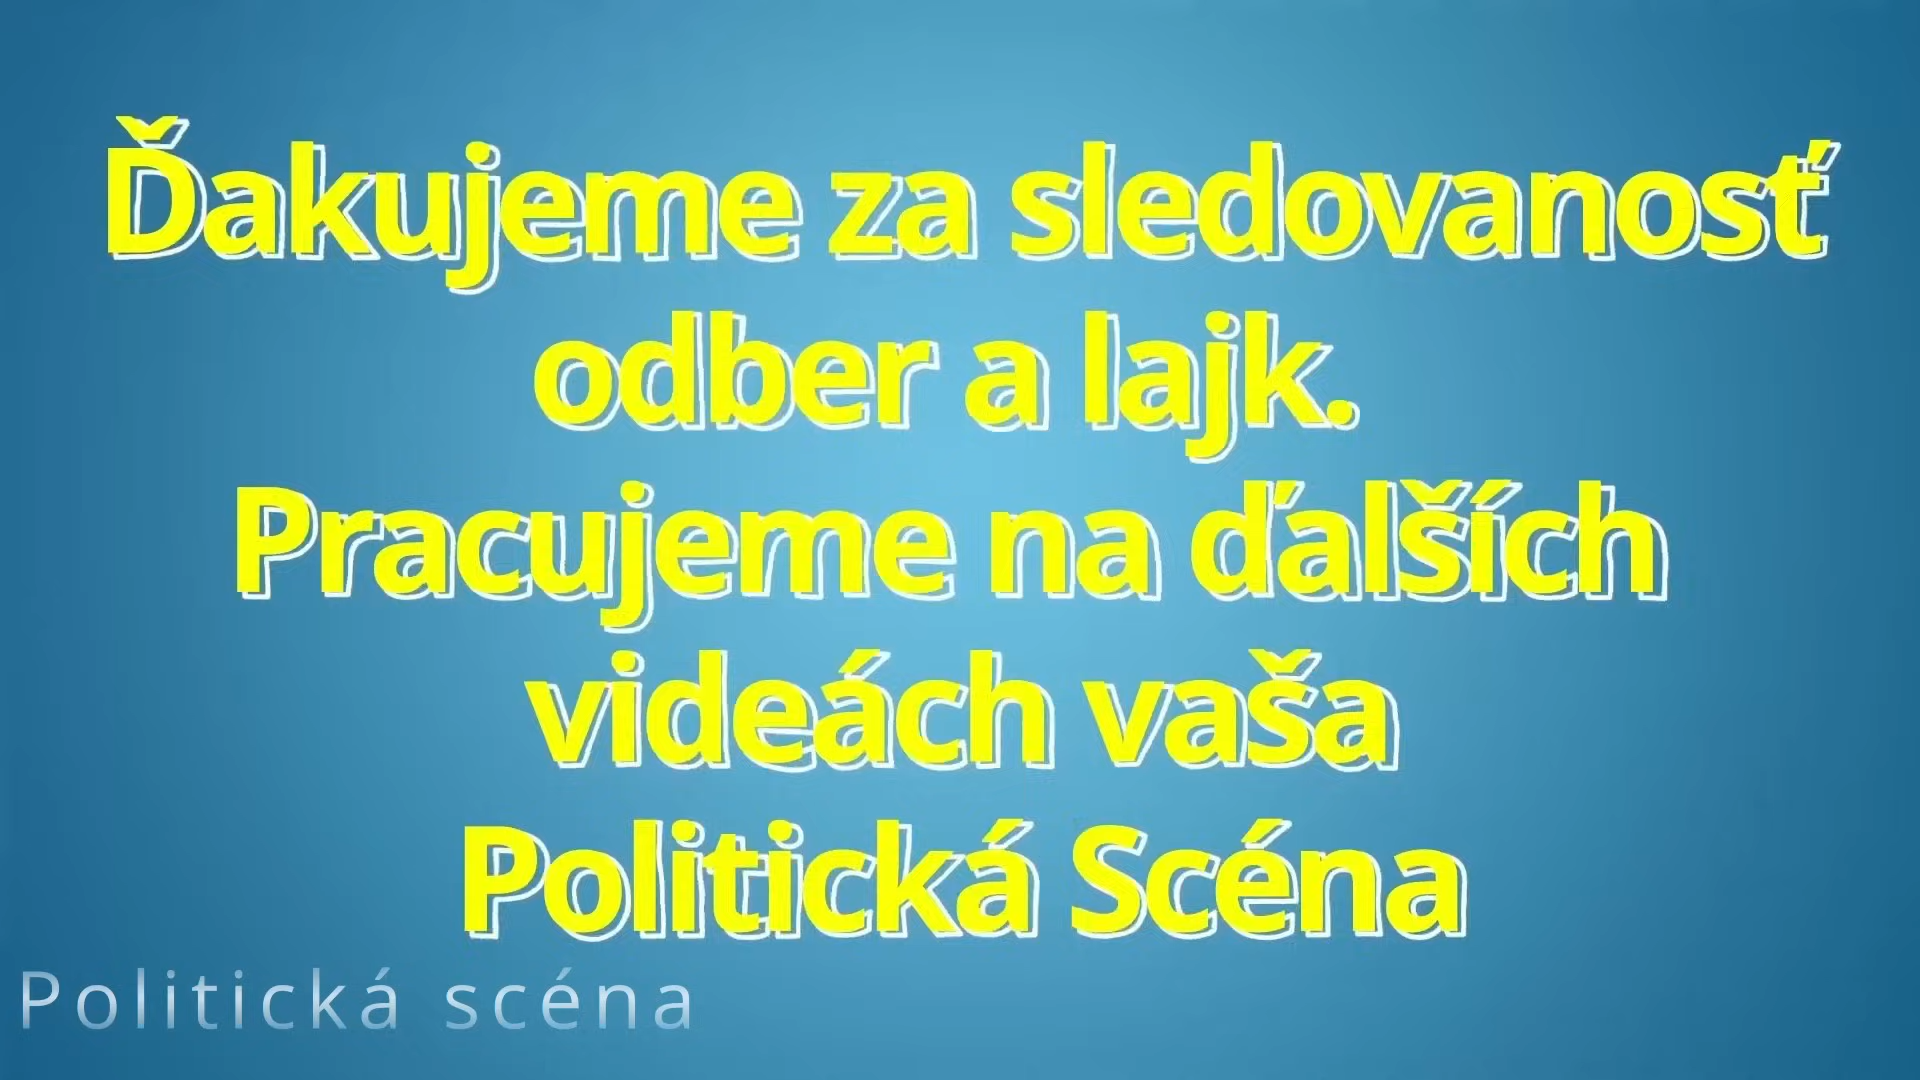 Ďakujeme za sledovanosť
odber a lajk.
Pracujeme na ďalších
videách vaša
Politická Scéna
Politická scéna